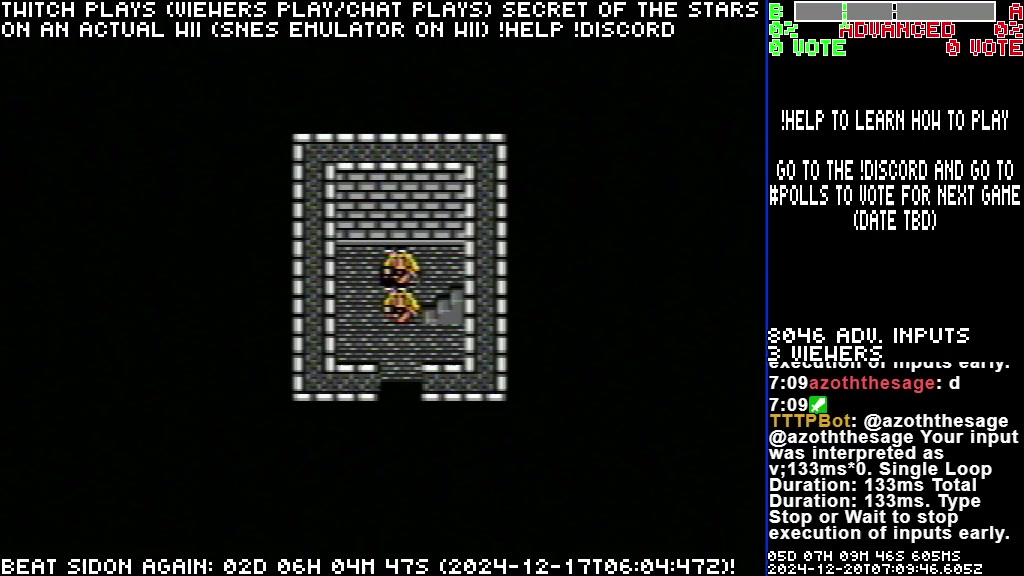 TWITCH PLAYS (VIEWERS PLAY/CHAT PLAYS) SECRET OF THE STARS
ON AN ACTUAL WII (SNES EMULATOR ON WII) !HELP !DISCORD
B A
0% ADVANCED 0%
0 VOTE 0 VOTE
!HELP TO LEARN HOW TO PLAY
GO TO THE !DISCORD AND GO TO
#POLLS TO VOTE FOR NEXT GAME
(DATE TBD)
8046 ADV. INPUTS
3 VIEWERS
execution of inputs early.
7:09azoththesage: d
7:09
TTTPBot: @azoththesage
@azoththesage Your input
was interpreted as
v;133ms*0. Single Loop
Duration: 133ms Total
Duration: 133ms. Type
Stop or Wait to stop
execution of inputs early.
05D 07H 09M 46S 605MS
2024-12-20T07:09:46.605Z
BEAT SIDON AGAIN: 02D 06H 04M 47S (2024-12-17T06:04:47Z)!